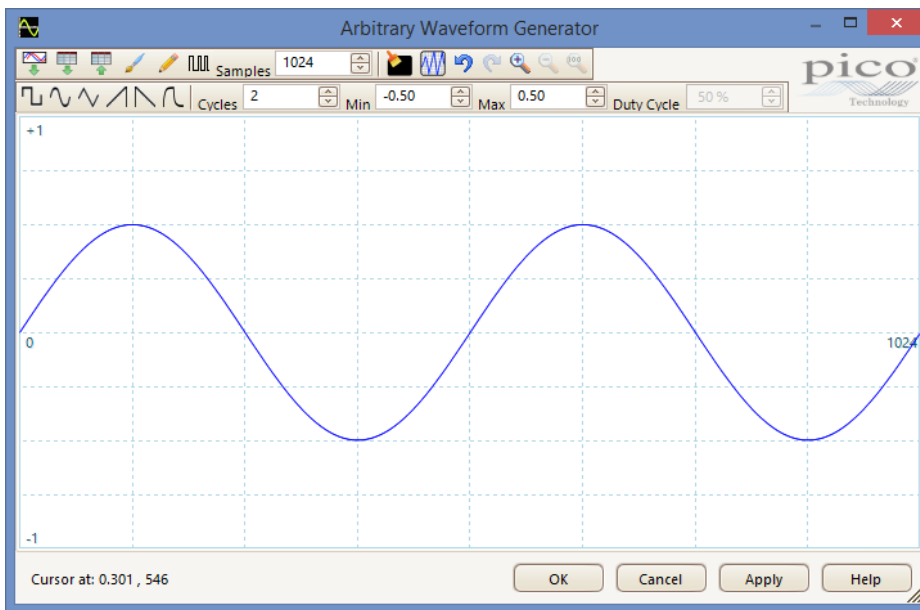 Arbitrary Waveform Generator
Samples 1024
pico
Technology
Cycles 2 Min -0.50 Max 0.50 Duty Cycle 50 %
+1
0
1024
-1
Cursor at: 0.301 , 546
OK Cancel Apply Help